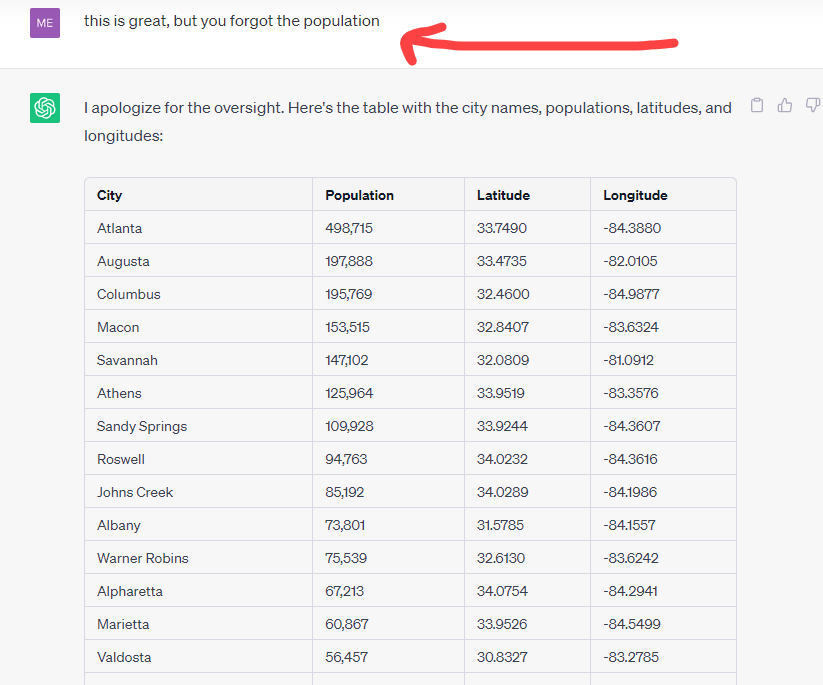 ME this is great, but you forgot the population
I apologize for the oversight. Here's the table with the city names, populations, latitudes, and
longitudes:
City Population Latitude Longitude
Atlanta 498,715 33.7490 -84.3880
Augusta 197,888 33.4735 -82.0105
Columbus 195,769 32.4600 -84.9877
Macon 153,515 32.8407 -83.6324
Savannah 147,102 32.0809 -81.0912
Athens 125,964 33.9519 -83.3576
Sandy Springs 109,928 33.9244 -84.3607
Roswell 94,763 34.0232 -84.3616
Johns Creek 85,192 34.0289 -84.1986
Albany 73,801 31.5785 -84.1557
Warner Robins 75,539 32.6130 -83.6242
Alpharetta 67,213 34.0754 -84.2941
Marietta 60,867 33.9526 -84.5499
Valdosta 56,457 30.8327 -83.2785